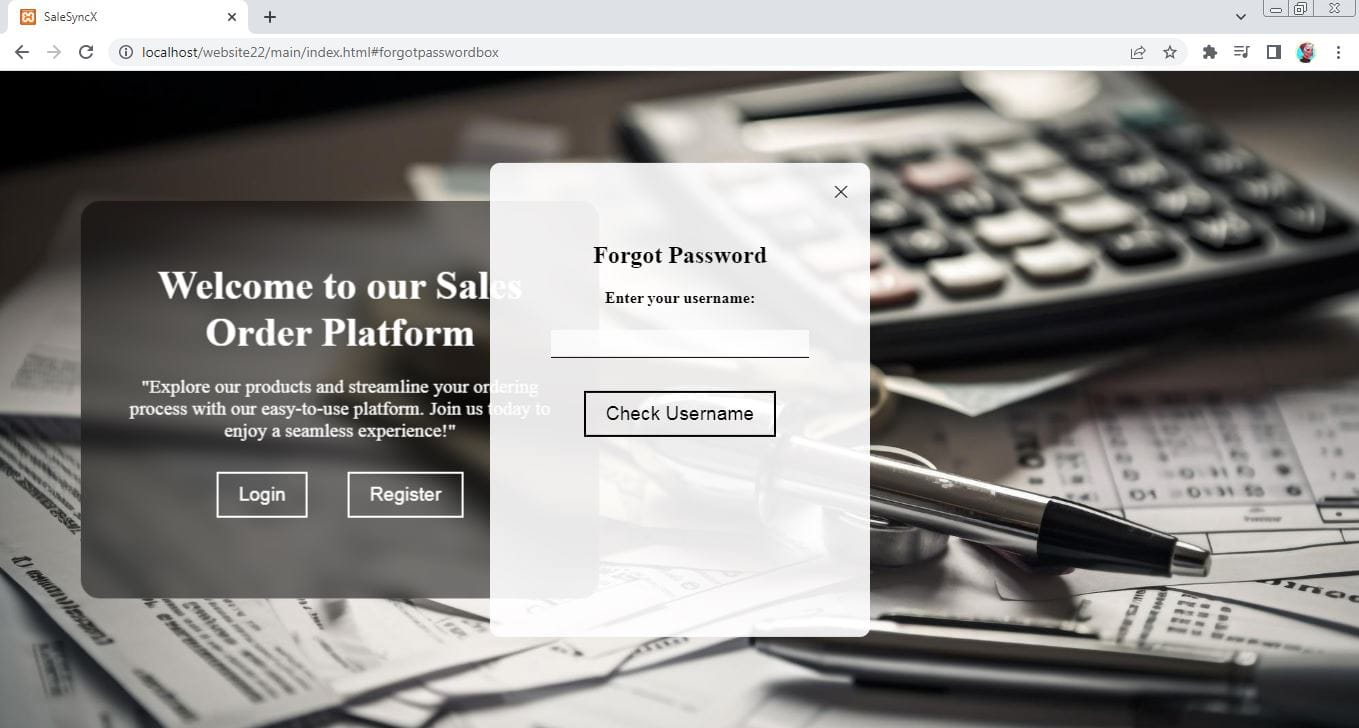 SaleSyncX
localhost/website22/main/index.html#forgotpasswordbox
Welcome to our Sales
Order Platform
"Explore our products and streamline your ordering
process with our easy-to-use platform. Join us today to
enjoy a seamless experience!"
Login
Register
Forgot Password
Enter your username:
Check Username